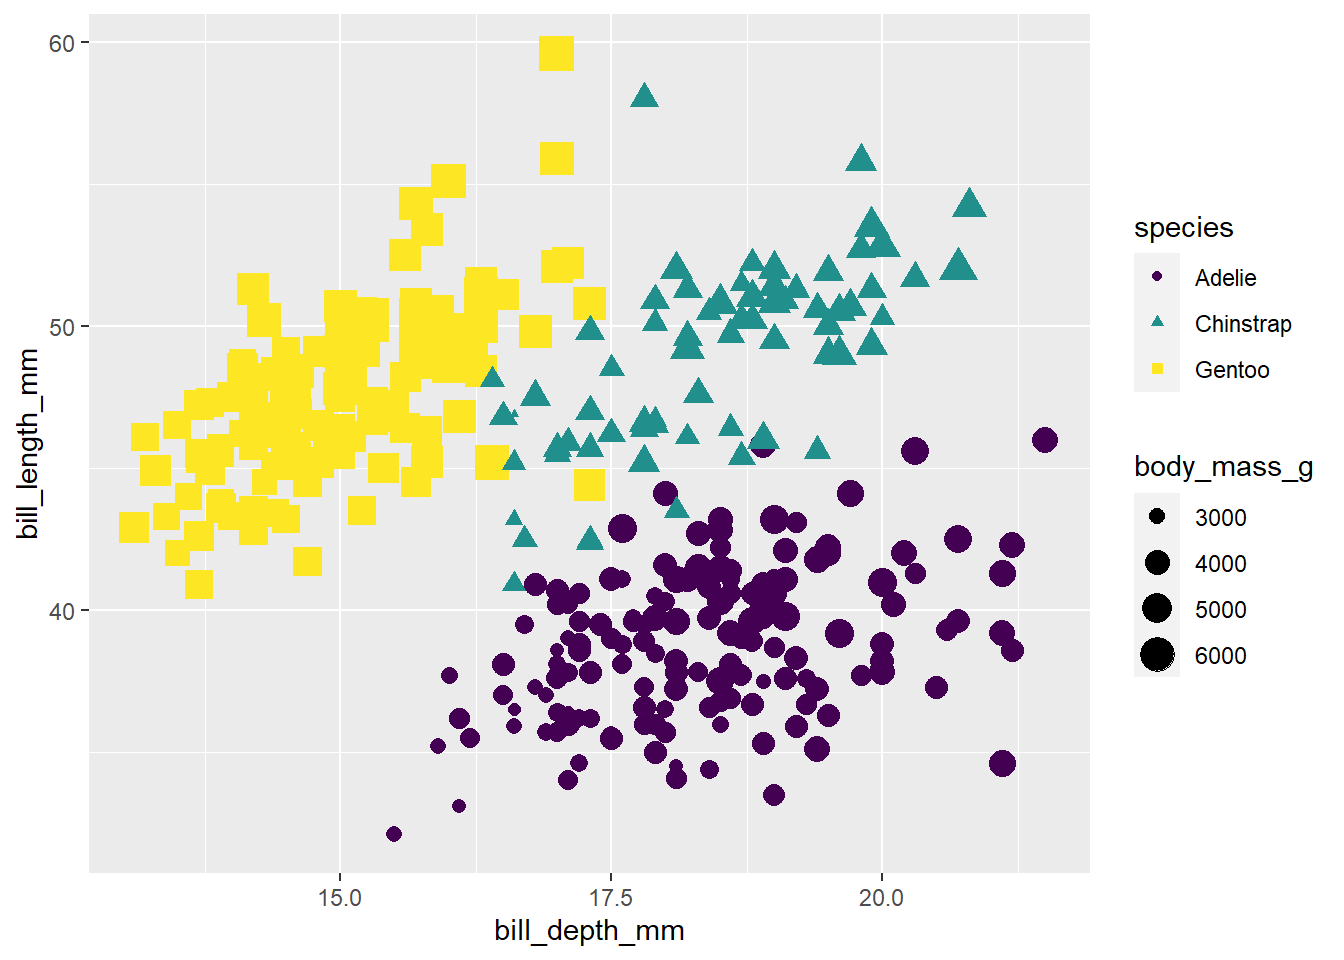 60
50
40
bill_length_mm
15.0
17.5
20.0
bill_depth_mm
species
Adelie
Chinstrap
Gentoo
body_mass_g
3000
4000
5000
6000